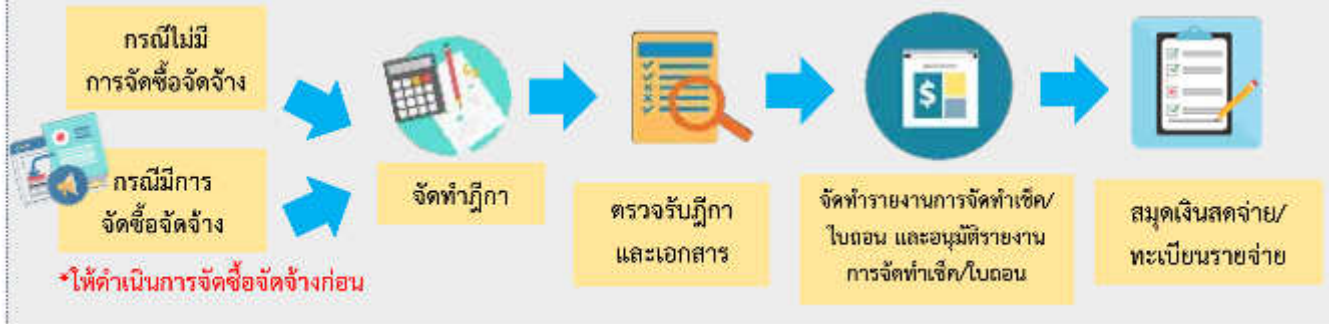 กรณีไม่มี
การจัดซื้อจัดจ้าง
กรณีมีการ
จัดซื้อจัดจ้าง
*ให้ดำเนินการจัดซื้อจัดจ้างก่อน
จัดทำฎีกา
ตรวจรับฎีกา
และเอกสาร
จัดทำรายงานการจัดทำเช็ค/
ใบถอน และอนุมัติรายงาน
การจัดทำเช็ค/ใบถอน
สมุดเงินสดจ่าย/
ทะเบียนรายจ่าย